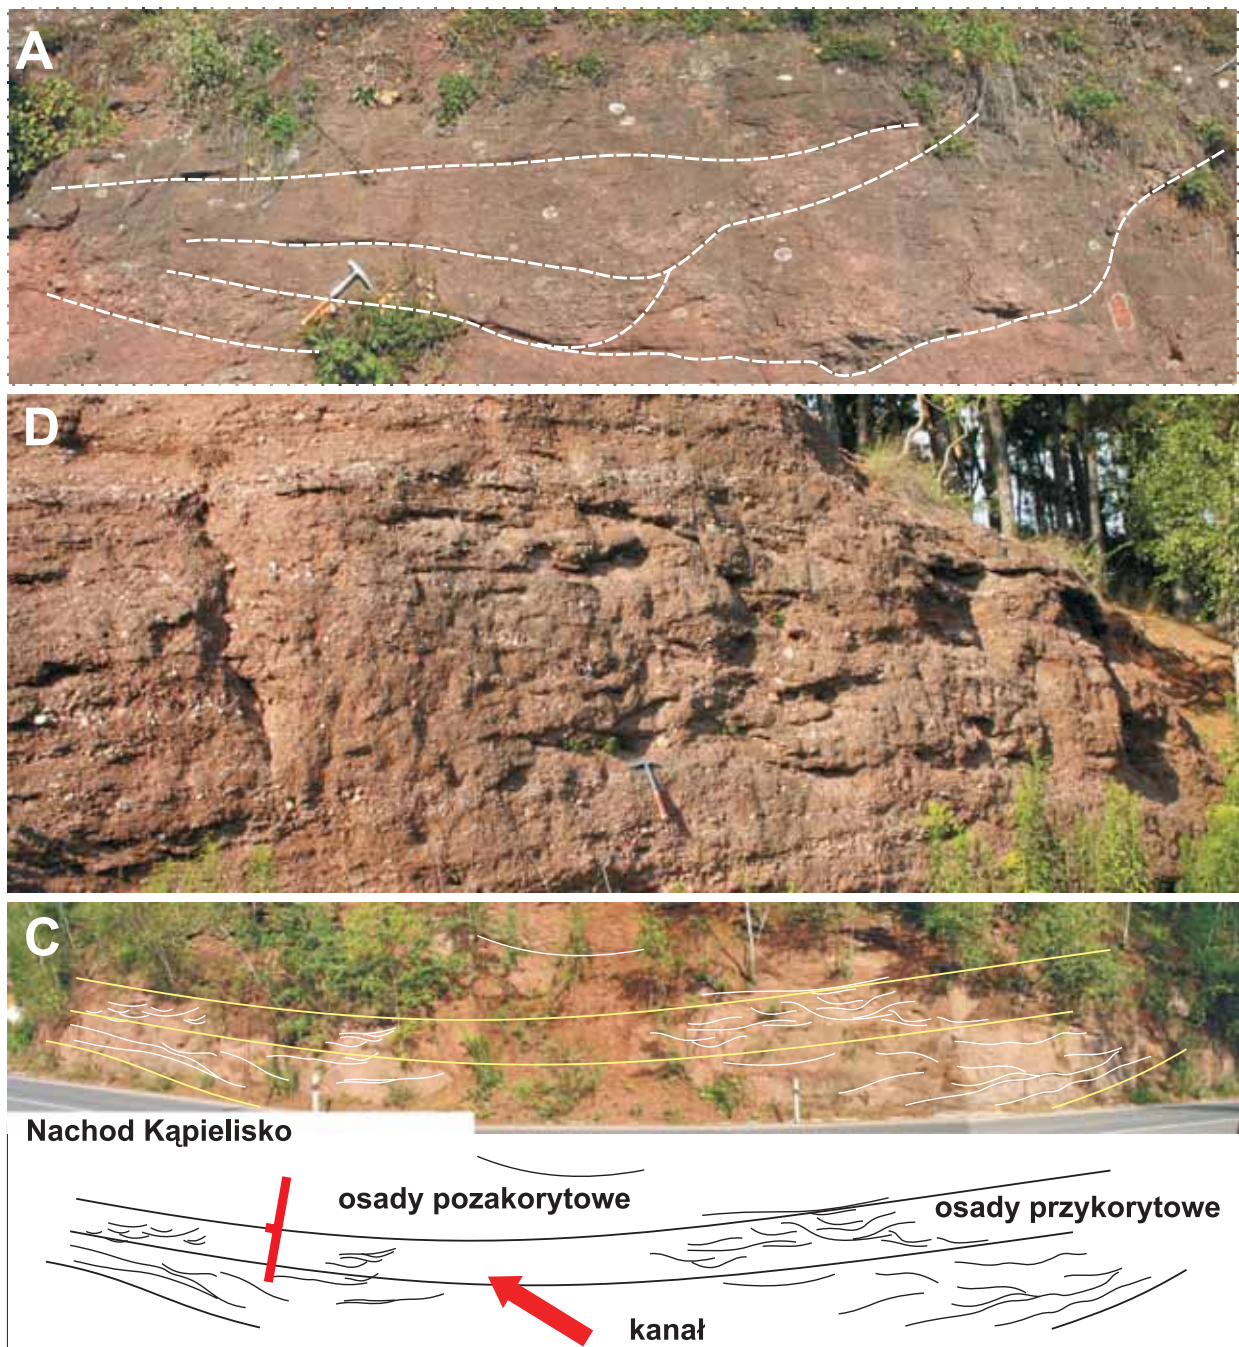 A
D
C
Nachod Kąpielisko
osady pozakorytowe
osady przykorytowe
kanał